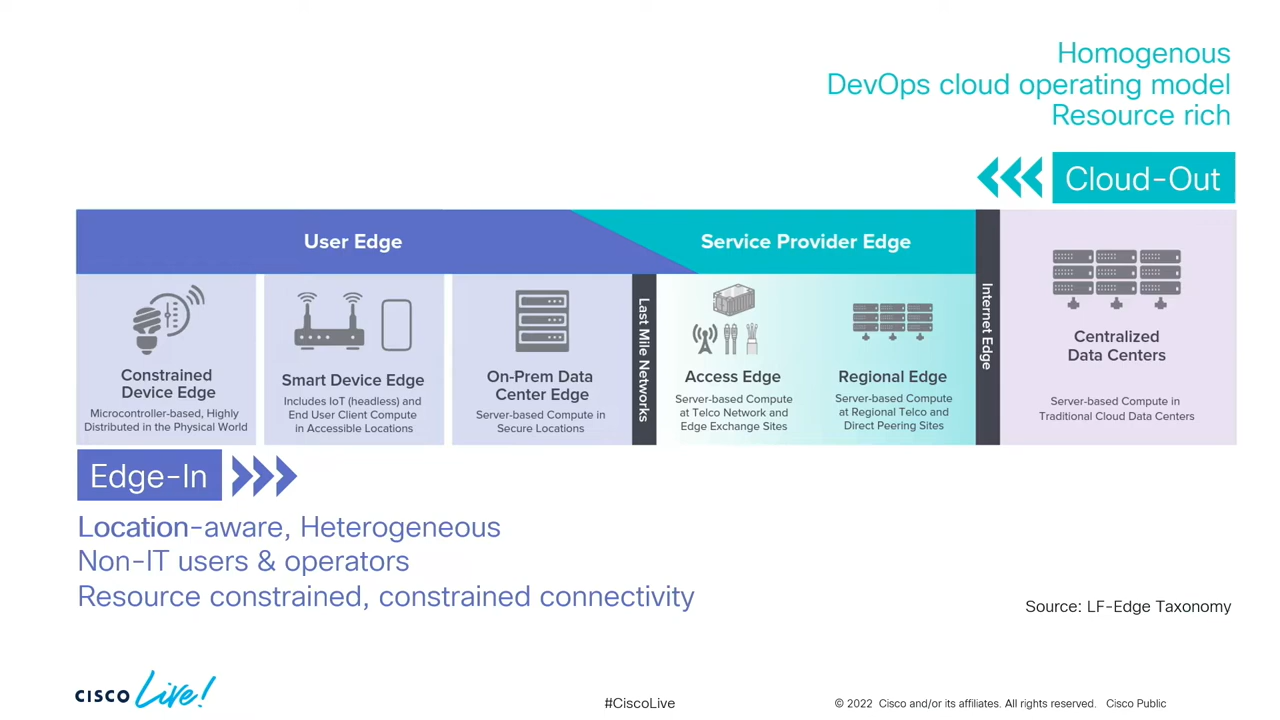 Homogenous
DevOps cloud operating model
Resource rich
Cloud-Out
User Edge
Service Provider Edge
Constrained
Device Edge
Microcontroller-based, Highly
Distributed in the Physical World
Smart Device Edge
Includes IoT (headless) and
End User Client Compute
in Accessible Locations
On-Prem Data
Center Edge
Server-based Compute in
Secure Locations
Last Mile Networks
Access Edge
Server-based Compute
at Telco Network and
Edge Exchange Sites
Regional Edge
Server-based Compute
at Regional Telco and
Direct Peering Sites
Internet Edge
Centralized
Data Centers
Server-based Compute in
Traditional Cloud Data Centers
Edge-In
Location-aware, Heterogeneous
Non-IT users & operators
Resource constrained, constrained connectivity
Source: LF-Edge Taxonomy
CISCO Live!
#CiscoLive
© 2022 Cisco and/or its affiliates. All rights reserved. Cisco Public